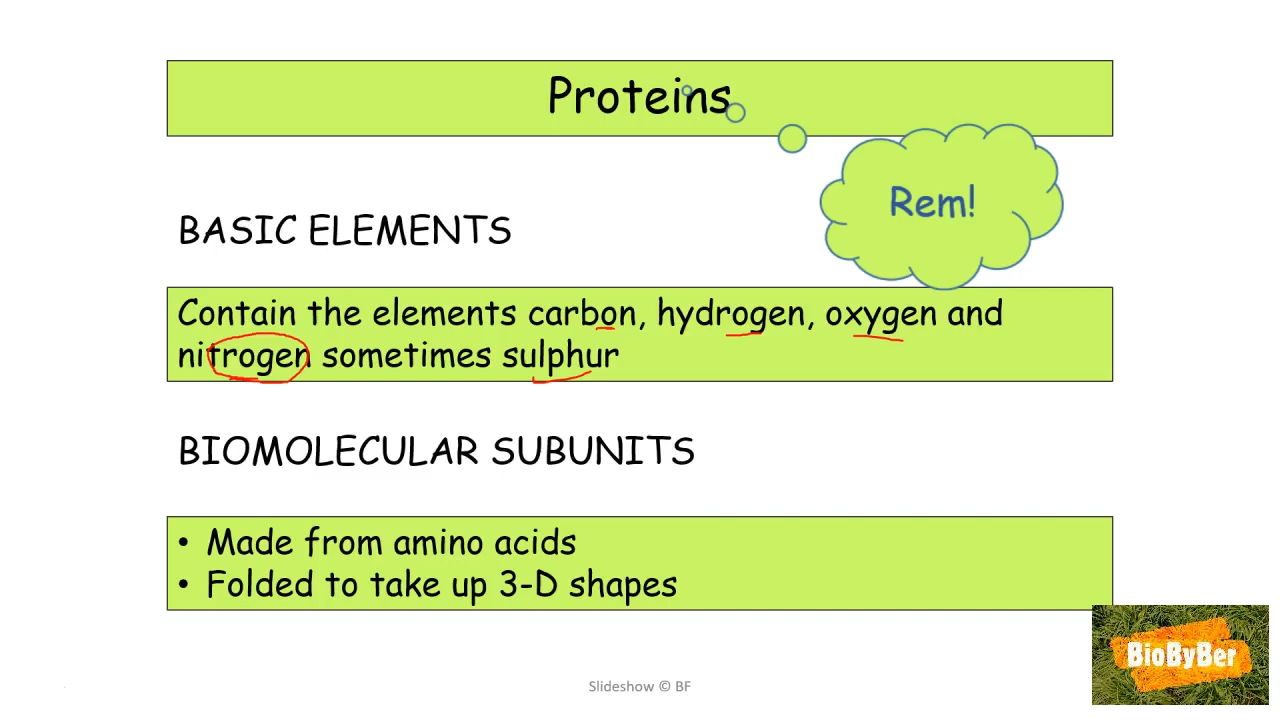 Proteins
Rem!
BASIC ELEMENTS
Contain the elements carbon, hydrogen, oxygen and
nitrogen sometimes sulphur
BIOMOLECULAR SUBUNITS
• Made from amino acids
• Folded to take up 3-D shapes
BioByBer
Slideshow © BF